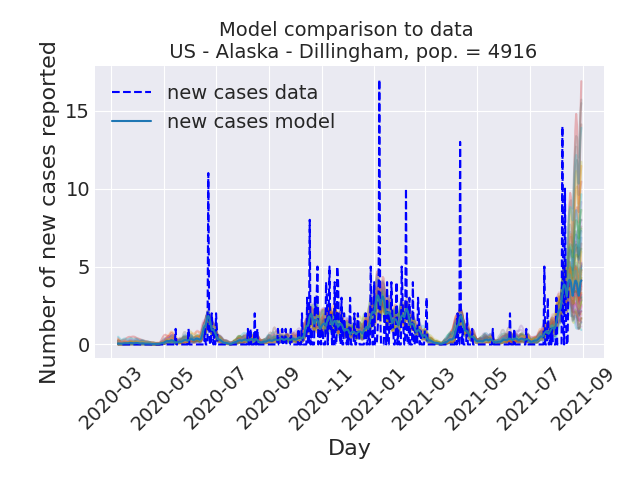 Model comparison to data
US - Alaska - Dillingham, pop. = 4916
Number of new cases reported
new cases data
new cases model
15
10
5
0
2020-03
2020-05
2020-07
2020-09
2020-11
2021-01
2021-03
2021-05
2021-07
2021-09
Day